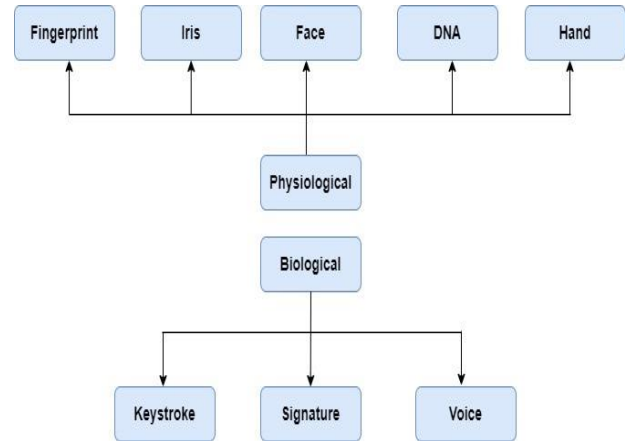 Fingerprint Iris Face DNA Hand
Physiological
Biological
Keystroke Signature Voice